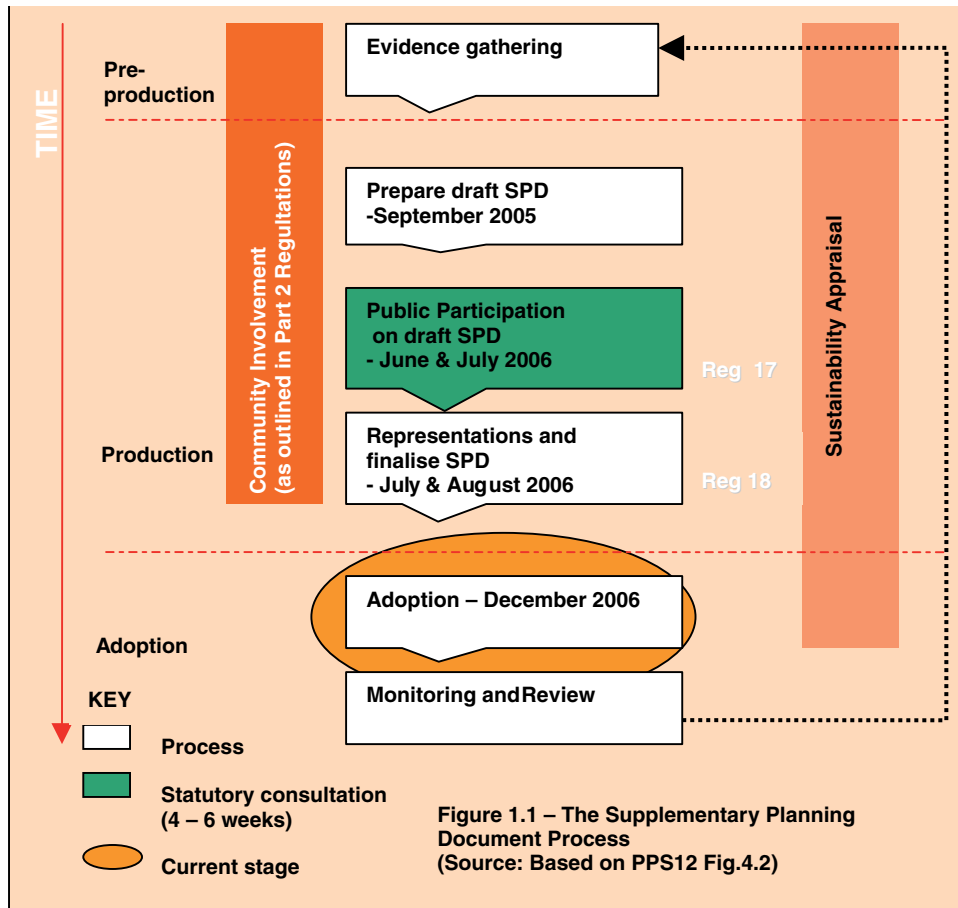 TIME
Pre-
production
Evidence gathering
Community Involvement
(as outlined in Part 2 Regultations)
Sustainability Appraisal
Prepare draft SPD
-September 2005
Public Participation
on draft SPD
- June & July 2006
Reg 17
Production
Representations and
finalise SPD
- July & August 2006
Reg 18
Adoption – December 2006
Adoption
Monitoring andReview
KEY
Process
Statutory consultation
(4 – 6 weeks)
Current stage
Figure 1.1 – The Supplementary Planning
Document Process
(Source: Based on PPS12 Fig.4.2)